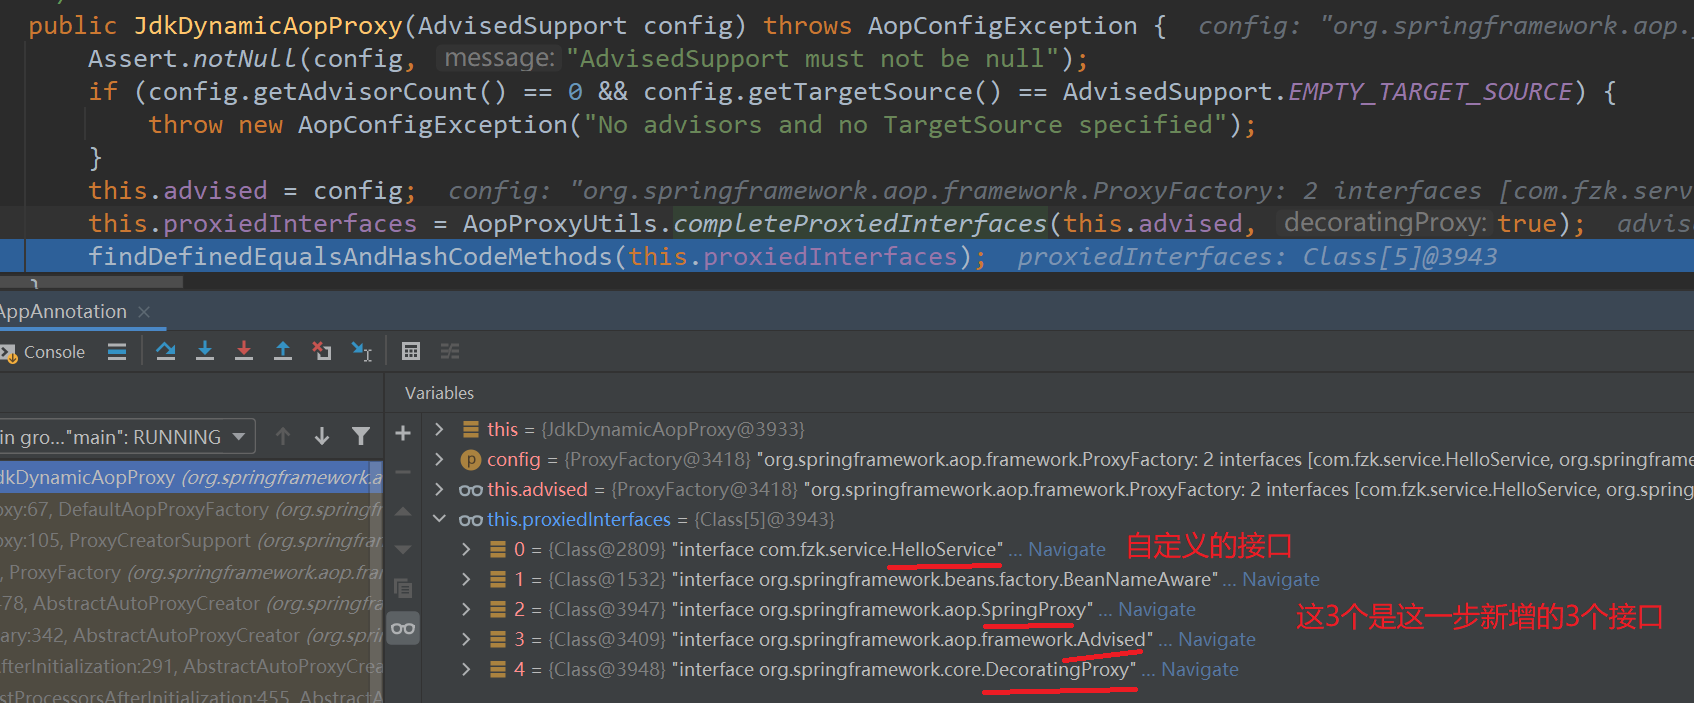 public JdkDynamicAopProxy(AdvisedSupport config) throws AopConfigException {  config: "org.springframework.aop.
Assert.notNull(config, message: "AdvisedSupport must not be null");
if (config.getAdvisorCount() == 0 && config.getTargetSource() == AdvisedSupport.EMPTY_TARGET_SOURCE) {
throw new AopConfigException("No advisors and no TargetSource specified");
}
this.advised = config;  config: "org.springframework.aop.framework.ProxyFactory: 2 interfaces [com.fzk.serv
this.proxiedInterfaces = AopProxyUtils.completeProxiedInterfaces(this.advised, decoratingProxy: true);  advis
findDefinedEqualsAndHashCodeMethods(this.proxiedInterfaces);  proxiedInterfaces: Class[5]@3943
}
AppAnnotation ×
Console
Variables
in gro..."main": RUNNING
this = {JdkDynamicAopProxy@3933}
config = {ProxyFactory@3418} "org.springframework.aop.framework.ProxyFactory: 2 interfaces [com.fzk.service.HelloService, org.springframe
dkDynamicAopProxy (org.springframework.a
this.advised = {ProxyFactory@3418} "org.springframework.aop.framework.ProxyFactory: 2 interfaces [com.fzk.service.HelloService, org.spring
oxy:67, DefaultAopProxyFactory (org.spring
this.proxiedInterfaces = {Class[5]@3943}
oxy:105, ProxyCreatorSupport (org.springfram
0 = {Class@2809} "interface com.fzk.service.HelloService" ... Navigate 自定义的接口
, ProxyFactory (org.springframework.aop.fra
1 = {Class@1532} "interface org.springframework.beans.factory.BeanNameAware" ... Navigate
78, AbstractAutoProxyCreator (org.springfr
2 = {Class@3947} "interface org.springframework.aop.SpringProxy" ... Navigate 这3个是这一步新增的3个接口
ary:342, AbstractAutoProxyCreator (org.sprin
3 = {Class@3409} "interface org.springframework.aop.framework.Advised" ... Navigate
AfterInitialization:291, AbstractAutoProxyCrea
4 = {Class@3948} "interface org.springframework.core.DecoratingProxy" ... Navigate
stProcessorsAfterInitialization:455, AbstractA